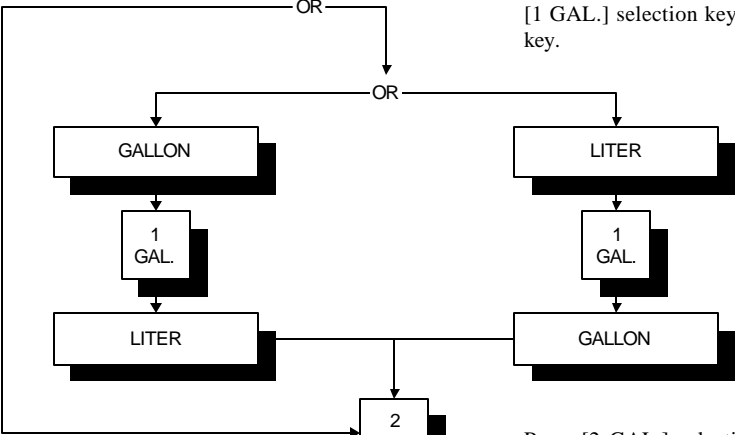 OR
[1 GAL.] selection key
key.
OR
GALLON
LITER
1
GAL.
1
GAL.
LITER
GALLON
2